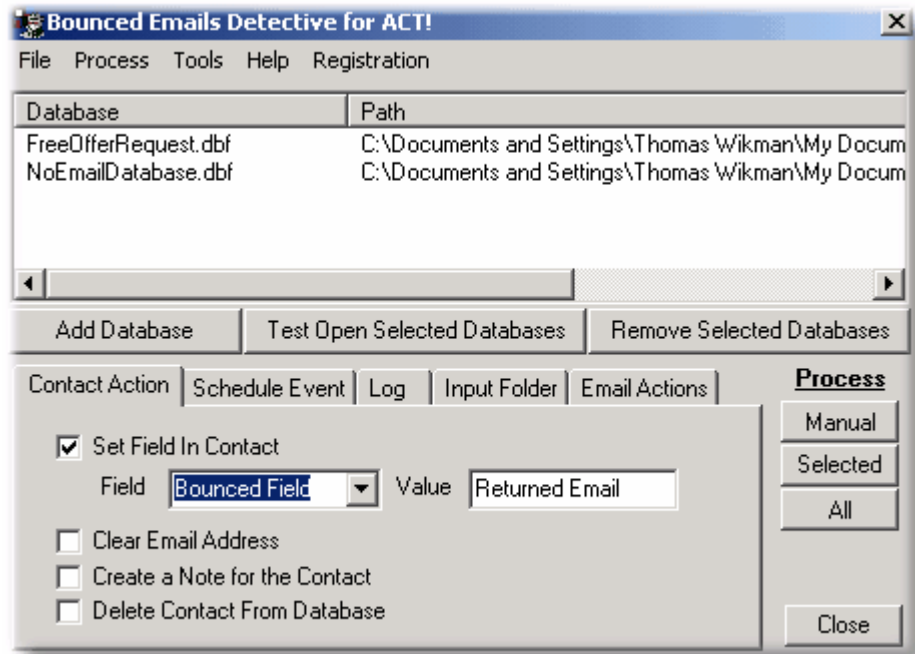 Bounced Emails Detective for ACT!
File Process Tools Help Registration
Database Path
FreeOfferRequest.dbf C:\Documents and Settings\Thomas Wikman\My Docum
NoEmailDatabase.dbf C:\Documents and Settings\Thomas Wikman\My Docum
Add Database Test Open Selected Databases Remove Selected Databases
Contact Action Schedule Event Log Input Folder Email Actions Process
Manual
Set Field In Contact
Selected
Field Bounced Field Value Returned Email
All
Clear Email Address
Create a Note for the Contact
Delete Contact From Database
Close